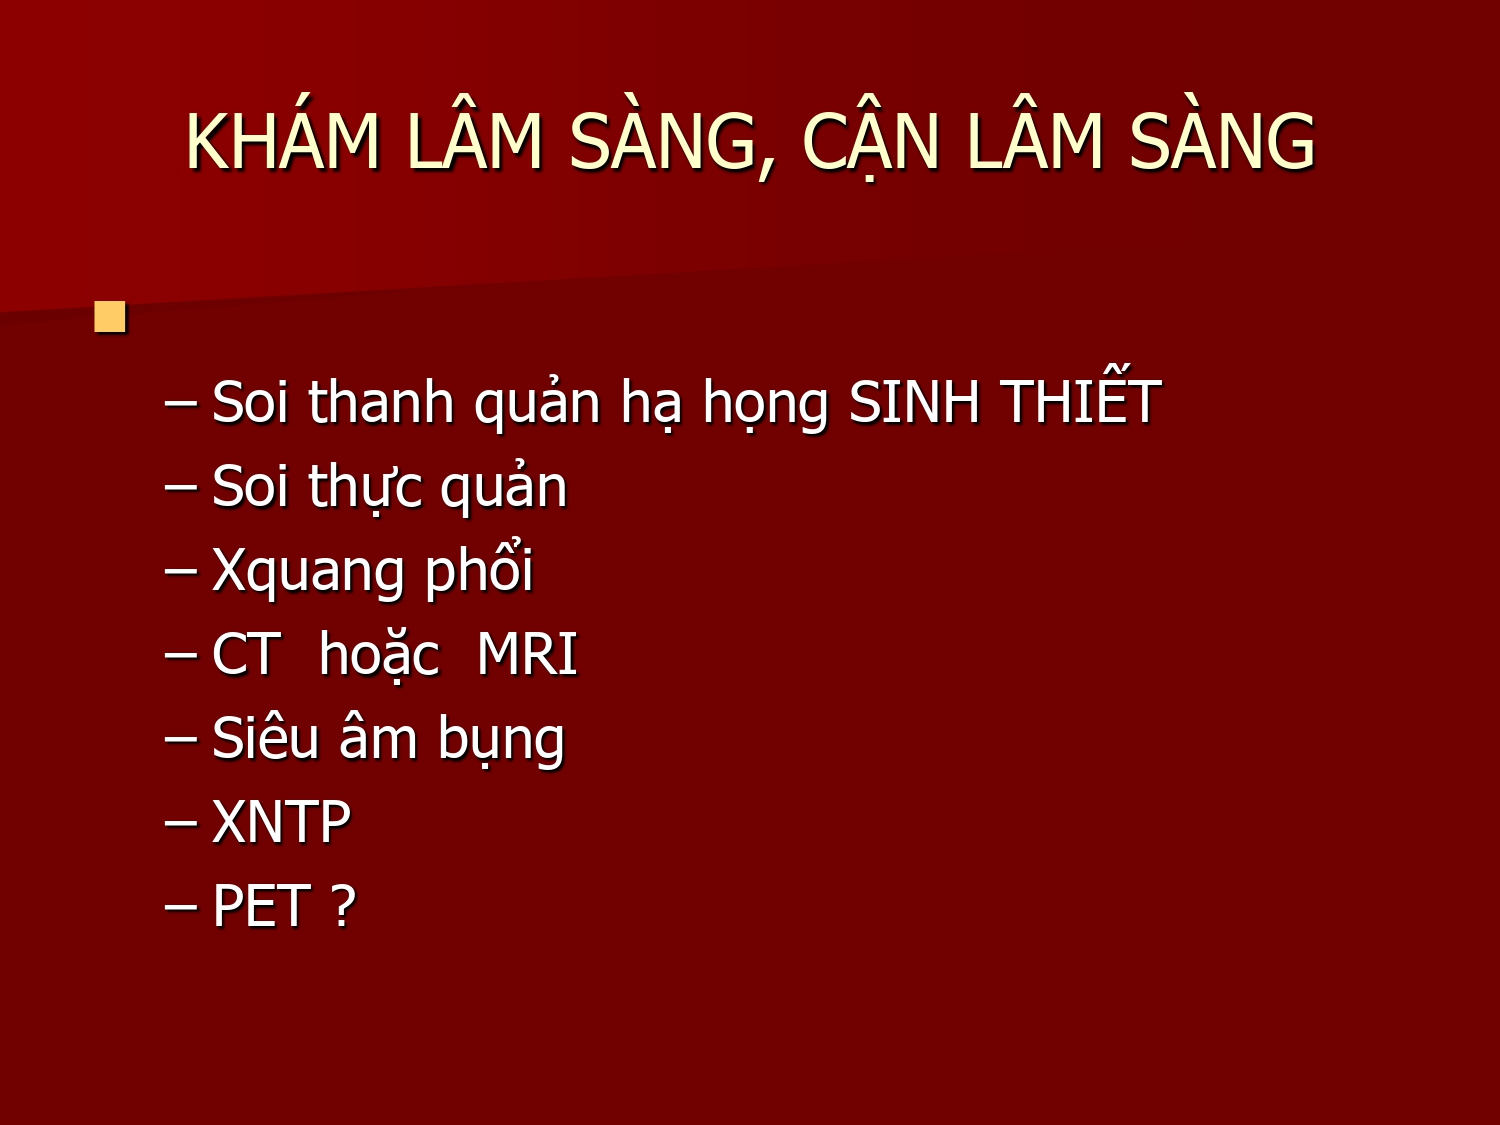 KHÁM LÂM SÀNG, CẬN LÂM SÀNG
– Soi thanh quản hạ họng SINH THIẾT
– Soi thực quản
– Xquang phổi
– CT hoặc MRI
– Siêu âm bụng
– XNTP
– PET ?